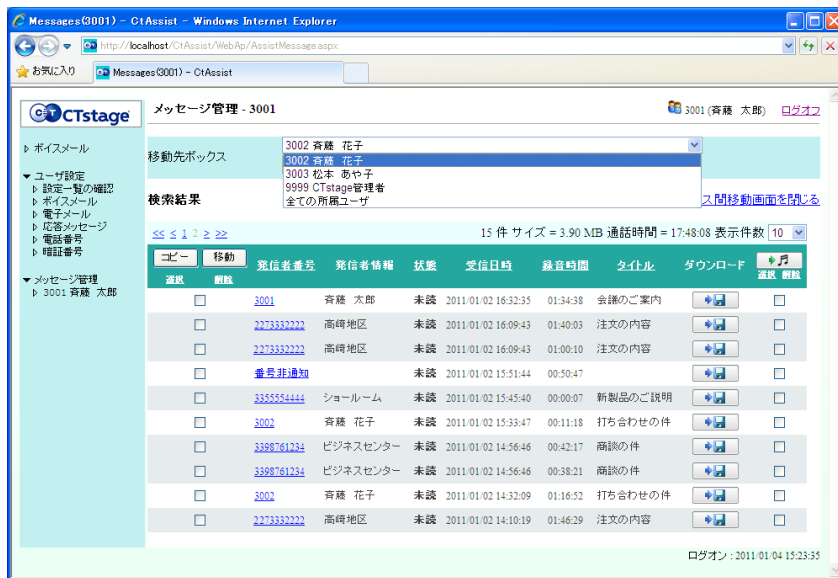 Messages(3001) - CtAssist - Windows Internet Explorer
http://localhost/CtAssist/WebAp/AssistMessage.aspx
お気に入り Messages(3001) - CtAssist
CTstage
メッセージ管理 - 3001
3001 (斉藤 太郎) ログオフ
ボイスメール
ユーザ設定
設定一覧の確認
ボイスメール
電子メール
応答メッセージ
電話番号
暗証番号
メッセージ管理
3001 斉藤 太郎
移動先ボックス
3002 斉藤 花子
3002 斉藤 花子
3003 松本 あや子
9999 CTstage管理者
全ての所属ユーザ
検索結果
ス間移動画面を閉じる
<< < 1 2 > >> 15 件 サイズ = 3.90 MB 通話時間 = 17:48:08 表示件数 10
コピー 移動 発信者番号 発信者情報 状態 受信日時 録音時間 タイトル ダウンロード
選択 解除 選択 解除
3001 斉藤 太郎 未読 2011/01/02 16:32:35 01:34:38 会議のご案内
2273332222 高崎地区 未読 2011/01/02 16:09:43 01:40:03 注文の内容
2273332222 高崎地区 未読 2011/01/02 16:09:43 01:00:10 注文の内容
番号非通知 未読 2011/01/02 15:51:44 00:50:47
3355554444 ショールーム 未読 2011/01/02 15:45:40 00:00:07 新製品のご説明
3002 斉藤 花子 未読 2011/01/02 15:33:47 00:11:18 打ち合わせの件
3398761234 ビジネスセンター 未読 2011/01/02 14:56:46 00:42:17 商談の件
3398761234 ビジネスセンター 未読 2011/01/02 14:56:46 00:38:21 商談の件
3002 斉藤 花子 未読 2011/01/02 14:32:09 01:16:52 打ち合わせの件
2273332222 高崎地区 未読 2011/01/02 14:10:19 01:46:29 注文の内容
ログオン : 2011/01/04 15:23:35